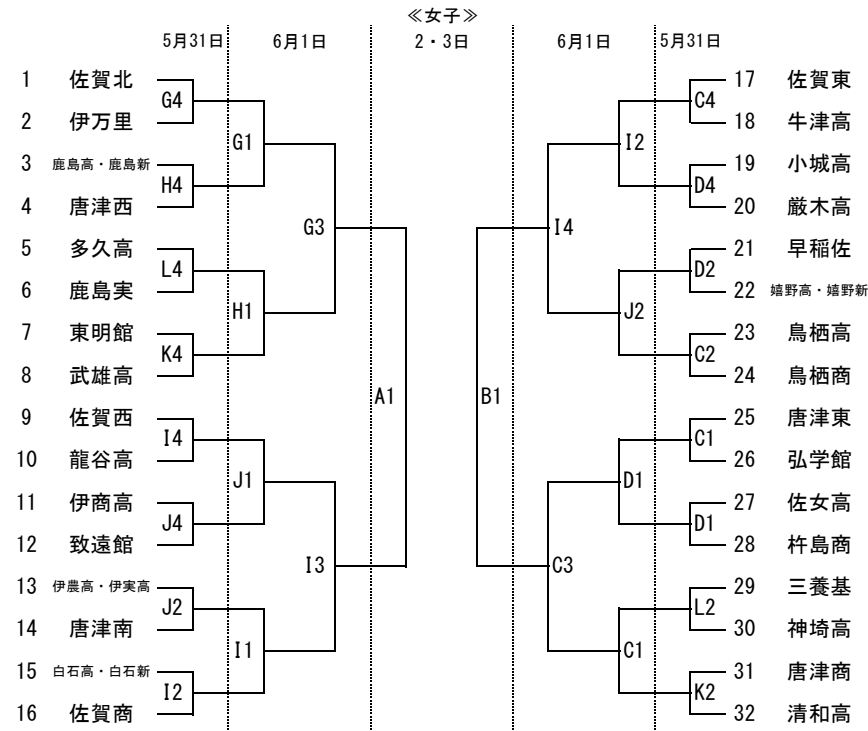 ≪女子≫
5月31日 6月1日 2・3日 6月1日 5月31日
1 佐賀北 17 佐賀東
G4 C4
2 伊万里 18 牛津高
G1 I2
3 鹿島高・鹿島新 19 小城高
H4 D4
4 唐津西 20 厳木高
G3 I4
5 多久高 21 早稲佐
L4 D2
6 鹿島実 22 嬉野高・嬉野新
H1 J2
7 東明館 23 鳥栖高
K4 C2
8 武雄高 24 鳥栖商
A1 B1
9 佐賀西 25 唐津東
I4 C1
10 龍谷高 26 弘学館
J1 D1
11 伊商高 27 佐女高
J4 D1
12 致遠館 28 杵島商
I3 C3
13 伊農高・伊実高 29 三養基
J2 L2
14 唐津南 30 神埼高
I1 C1
15 白石高・白石新 31 唐津商
I2 K2
16 佐賀商 32 清和高